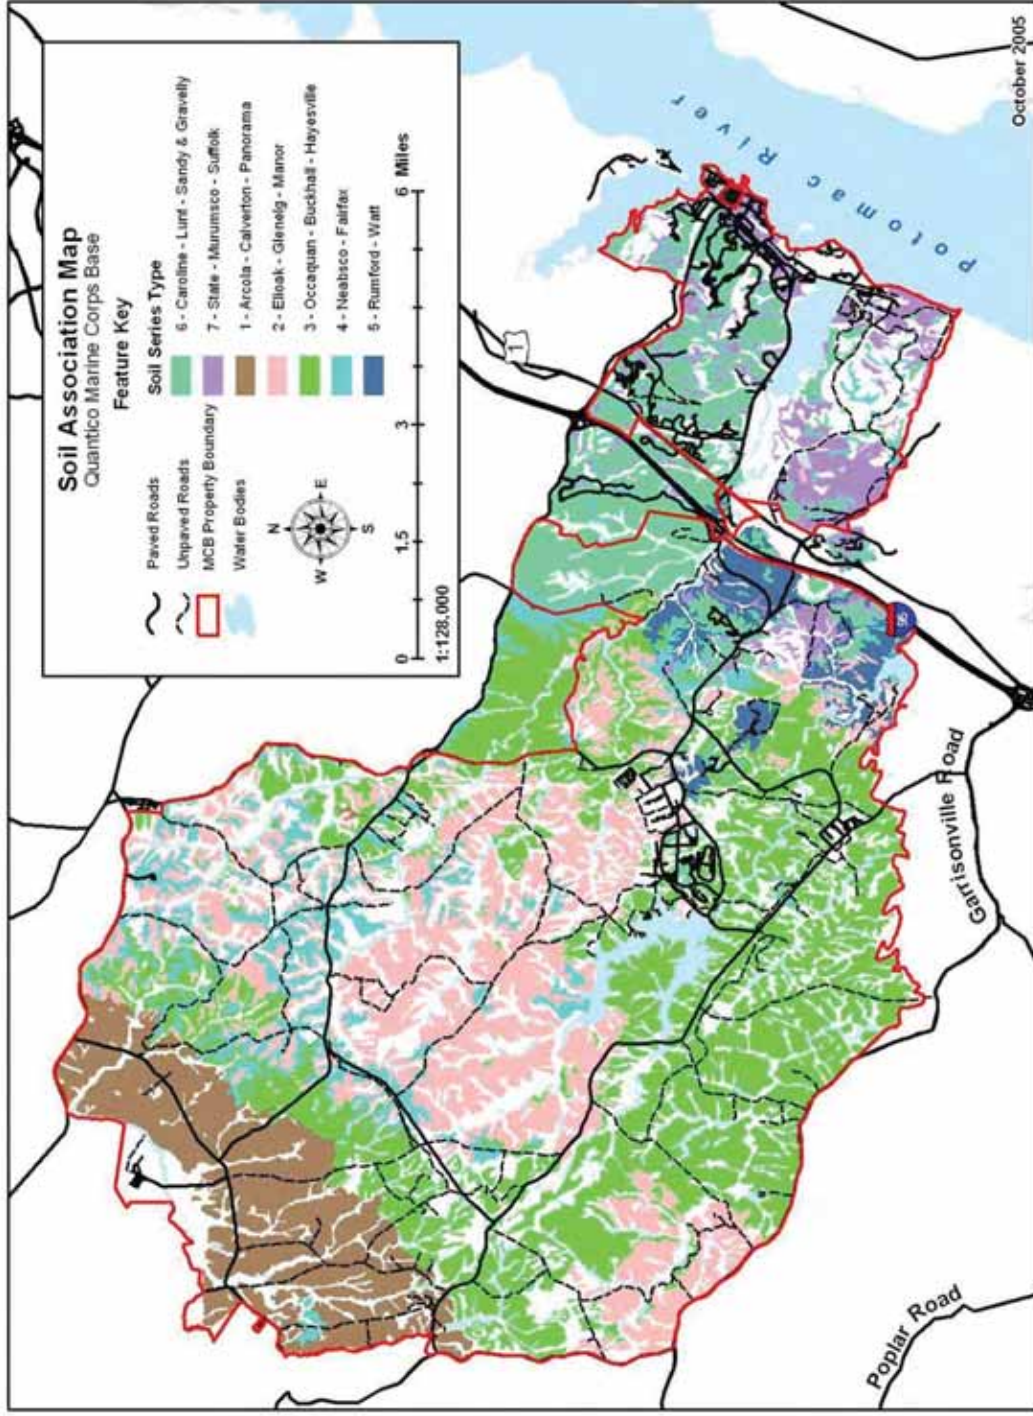 Soil Association Map
Quantico Marine Corps Base
Feature Key
Paved Roads
Unpaved Roads
MCB Property Boundary
Water Bodies
Soil Series Type
6 - Caroline - Lunt - Sandy & Gravelly
7 - State - Murumsco - Suffolk
1 - Arcola - Calverton - Panorama
2 - Elioak - Glenelg - Manor
3 - Occaquan - Buckhall - Hayesville
4 - Neabsco - Fairfax
5 - Rumford - Watt
N
W
E
S
0 1.5 3 6 Miles
1:128,000
1
Potomac River
95
Garrisonville Road
Poplar Road
October 2005